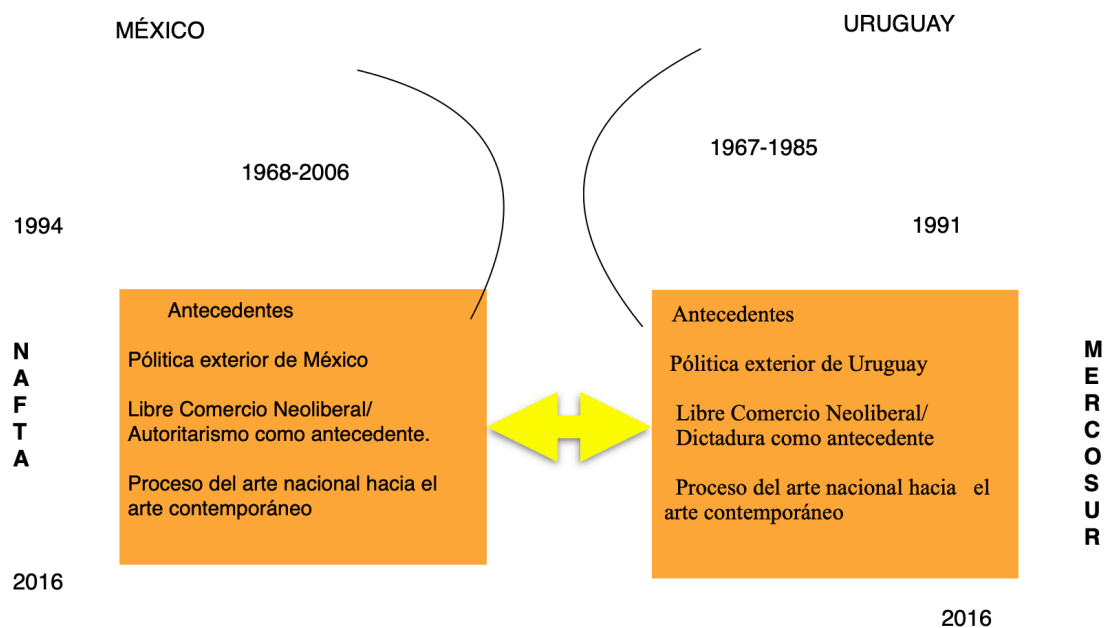 MÉXICO
URUGUAY
1968-2006
1967-1985
1994
1991
Antecedentes
Pólitica exterior de México
Libre Comercio Neoliberal/
Autoritarismo como antecedente.
Proceso del arte nacional hacia el
arte contemporáneo
Antecedentes
Pólitica exterior de Uruguay
Libre Comercio Neoliberal/
Dictadura como antecedente
Proceso del arte nacional hacia el
arte contemporáneo
NAFTA
MERCOSUR
2016
2016